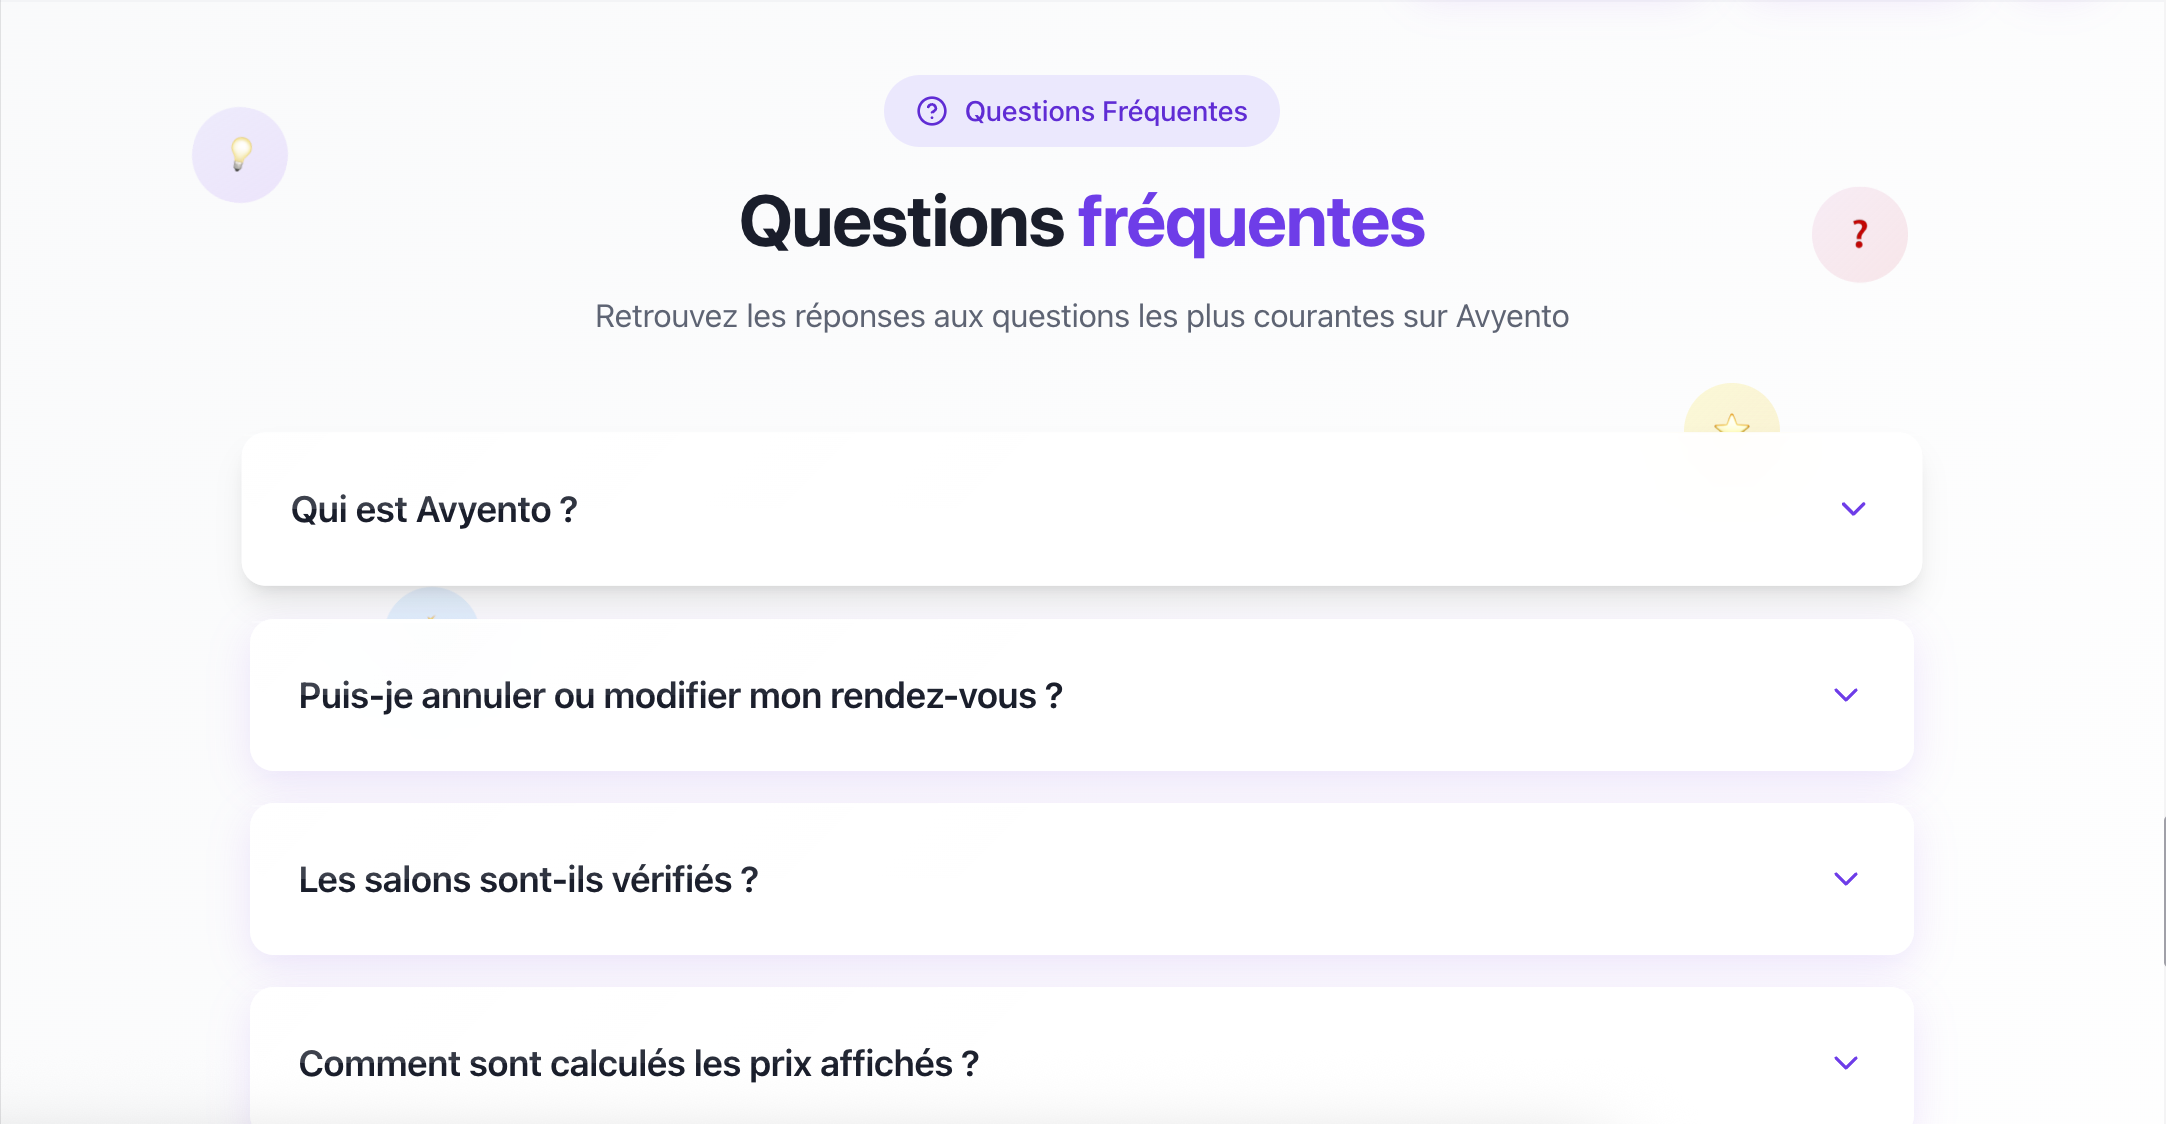 Questions Fréquentes
Questions fréquentes
Retrouvez les réponses aux questions les plus courantes sur Avyento
Qui est Avyento ?
Puis-je annuler ou modifier mon rendez-vous ?
Les salons sont-ils vérifiés ?
Comment sont calculés les prix affichés ?